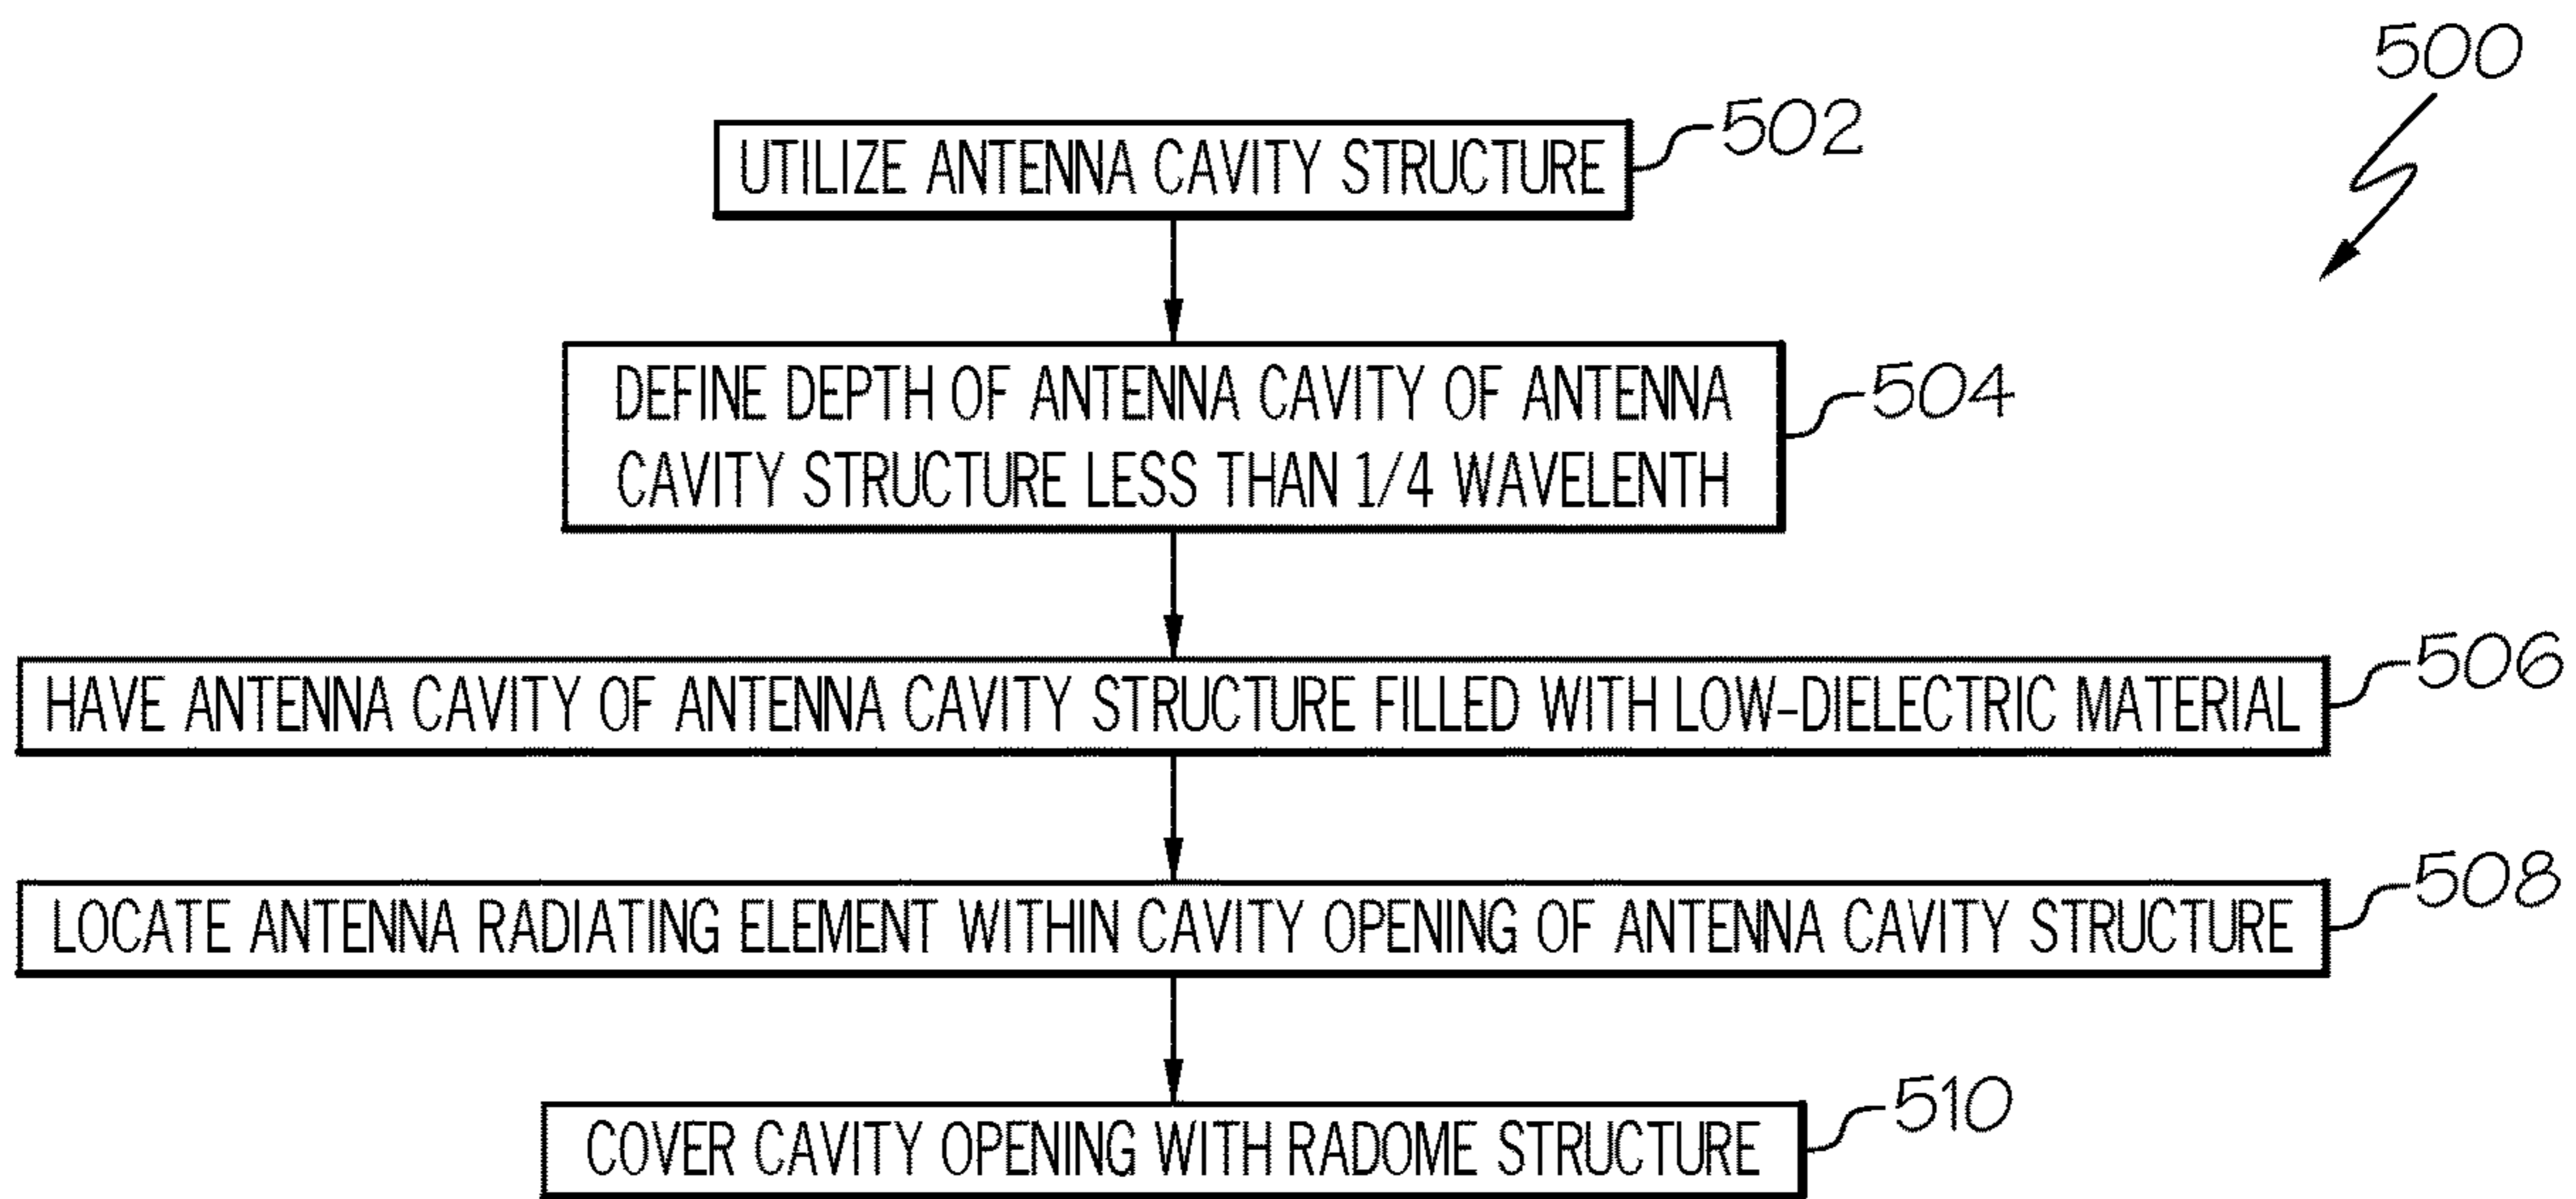 500
UTILIZE ANTENNA CAVITY STRUCTURE
502
DEFINE DEPTH OF ANTENNA CAVITY OF ANTENNA
CAVITY STRUCTURE LESS THAN 1/4 WAVELENTH
504
HAVE ANTENNA CAVITY OF ANTENNA CAVITY STRUCTURE FILLED WITH LOW-DIELECTRIC MATERIAL
506
LOCATE ANTENNA RADIATING ELEMENT WITHIN CAVITY OPENING OF ANTENNA CAVITY STRUCTURE
508
COVER CAVITY OPENING WITH RADOME STRUCTURE
510